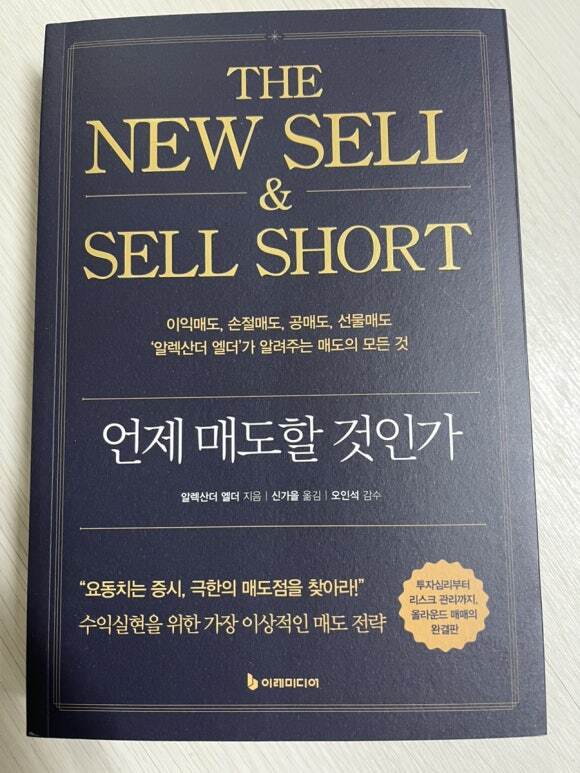 THE
NEW SELL
&
SELL SHORT
이익매도, 손절매도, 공매도, 선물매도
‘알렉산더 엘더’가 알려주는 매도의 모든 것
언제 매도할 것인가
알렉산더 엘더 지음 | 신가을 옮김 | 오인석 감수
“요동치는 증시, 극한의 매도점을 찾아라!”
수익실현을 위한 가장 이상적인 매도 전략
투자심리부터
리스크 관리까지,
올라운드 매매의
완결판
이레미디어